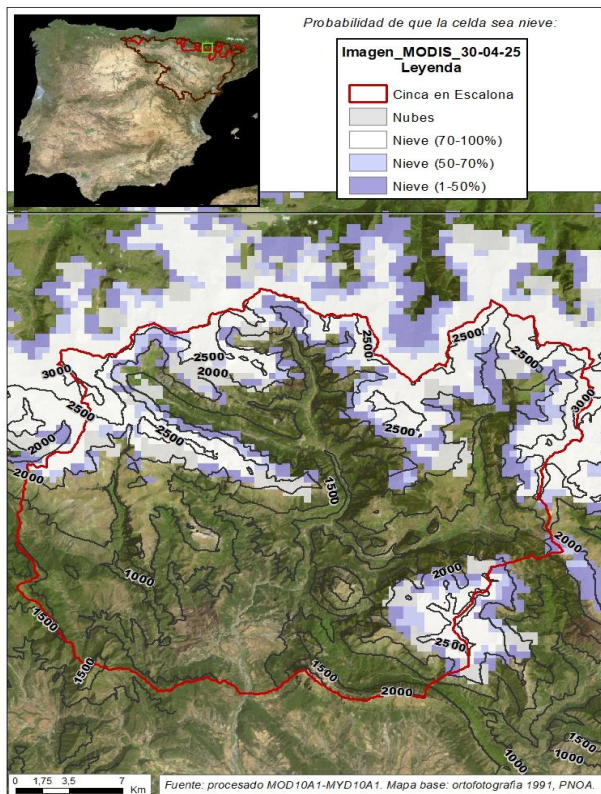 Probabilidad de que la celda sea nieve:
Imagen_MODIS_30-04-25
Leyenda
Cinca en Escalona
Nubes
Nieve (70-100%)
Nieve (50-70%)
Nieve (1-50%)
2500
2500
2500
2500
3000
2000
2500
2500
3000
2500
2000
2000
1500
2000
1000
2000
1500
2500
1500
1500
2000
1000
1500
1000
0 1,75 3,5 7
Km
Fuente: procesado MOD10A1-MYD10A1. Mapa base: ortofotografia 1991, PNOA.